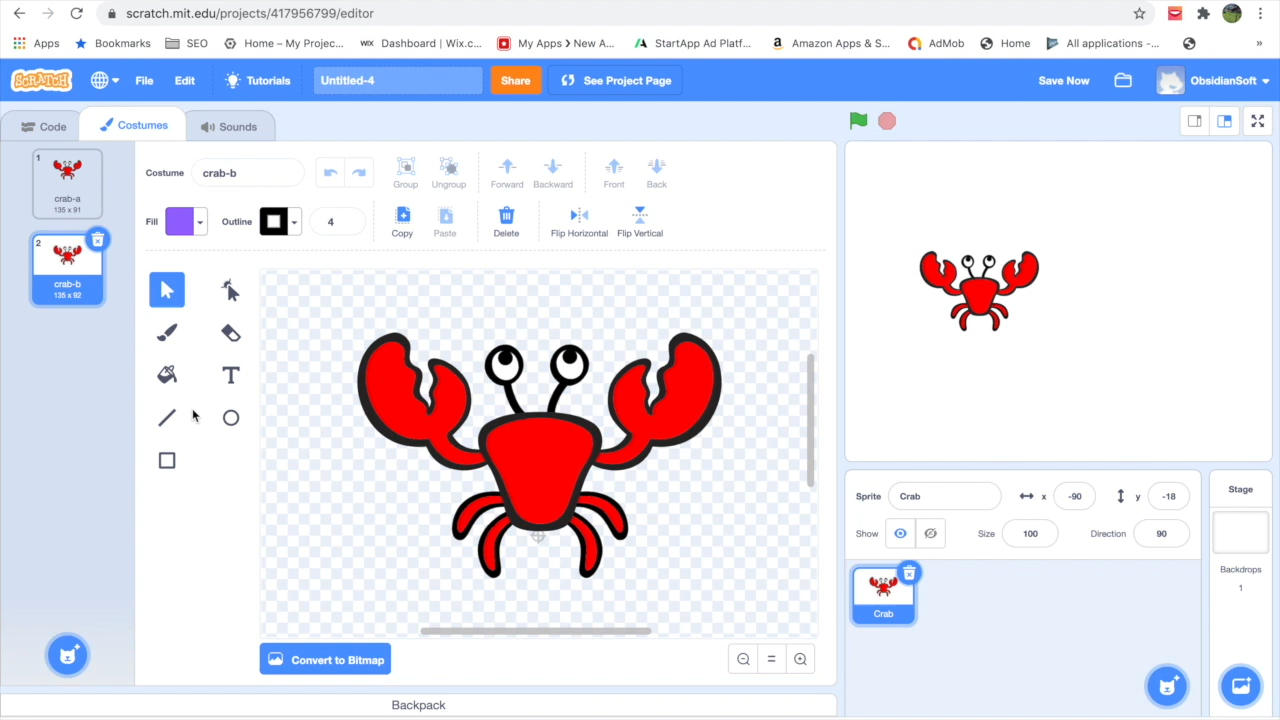 scratch.mit.edu/projects/417956799/editor
Apps Bookmarks SEO Home – My Projec... WIX Dashboard | Wix.c... My Apps ❯ New A... StartApp Ad Platf... a Amazon Apps & S... AdMob Home All applications -... »
SCRATCH File Edit Tutorials Untitled-4 Share See Project Page Save Now ObsidianSoft
Code Costumes Sounds
1
crab-a
135 x 91
2
crab-b
135 x 92
Costume crab-b Group Ungroup Forward Backward Front Back
Fill Outline 4 Copy Paste Delete Flip Horizontal Flip Vertical
T
Convert to Bitmap
Backpack
Sprite Crab x -90 y -18
Show Size 100 Direction 90
Crab
Stage
Backdrops
1